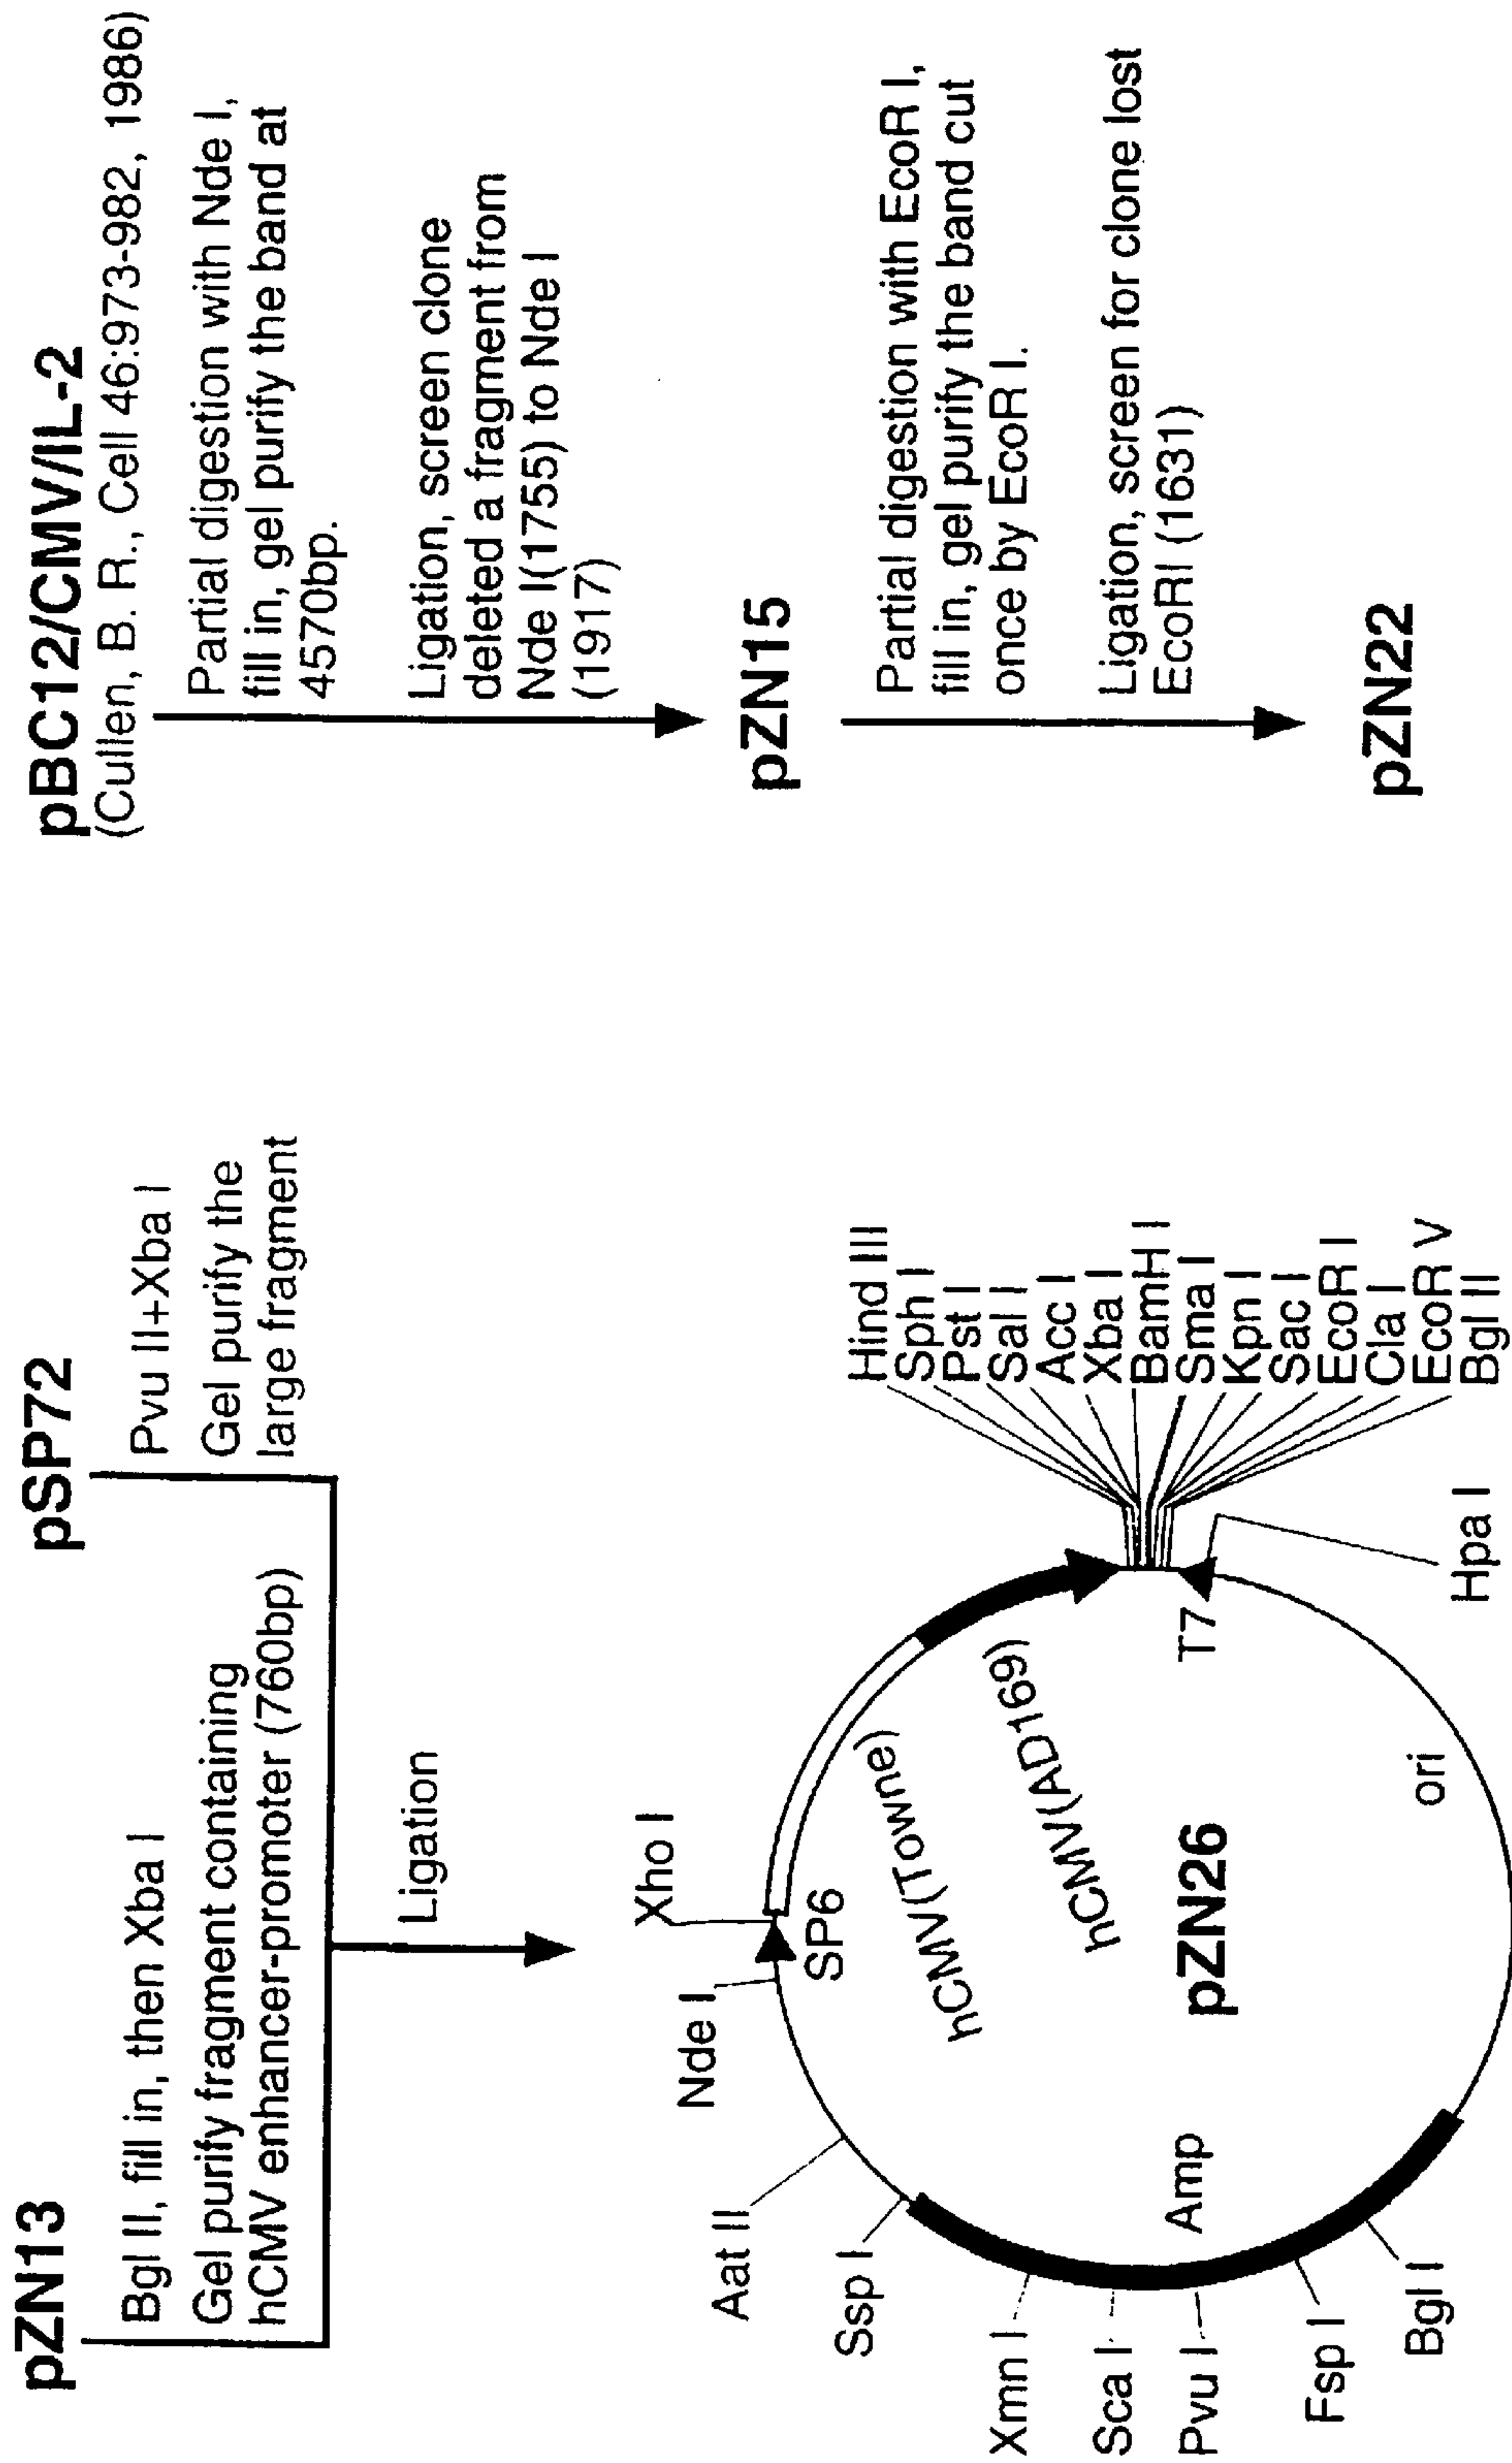 pZN13
Bgl II, fill in, then Xba I
Gel purify fragment containing
hCMV enhancer-promoter (760bp)
pSP72
Pvu II+Xba I
Gel purify the
large fragment
Ligation
Xho I
Nde I
SP6
Aat II
Ssp I
Xmn I
Sca I
Pvu I
Fsp I
Bgl I
Amp
hCMV(Towne)
hCMV(AD169)
pZN26
ori
T7
Hpa I
Hind III
Sph I
Pst I
Sal I
Acc I
Xba I
BamH I
Sma I
Kpn I
Sac I
EcoR I
Cla I
EcoR V
Bgl II
pBC12/CMV/IL-2
(Cullen, B. R., Cell 46:973-982, 1986)
Partial digestion with Nde I,
fill in, gel purify the band at
4570bp.
Ligation, screen clone
deleted a fragment from
Nde I(1755) to Nde I
(1917)
pZN15
Partial digestion with EcoR I,
fill in, gel purify the band cut
once by EcoR I.
Ligation, screen for clone lost
EcoRI (1631)
pZN22